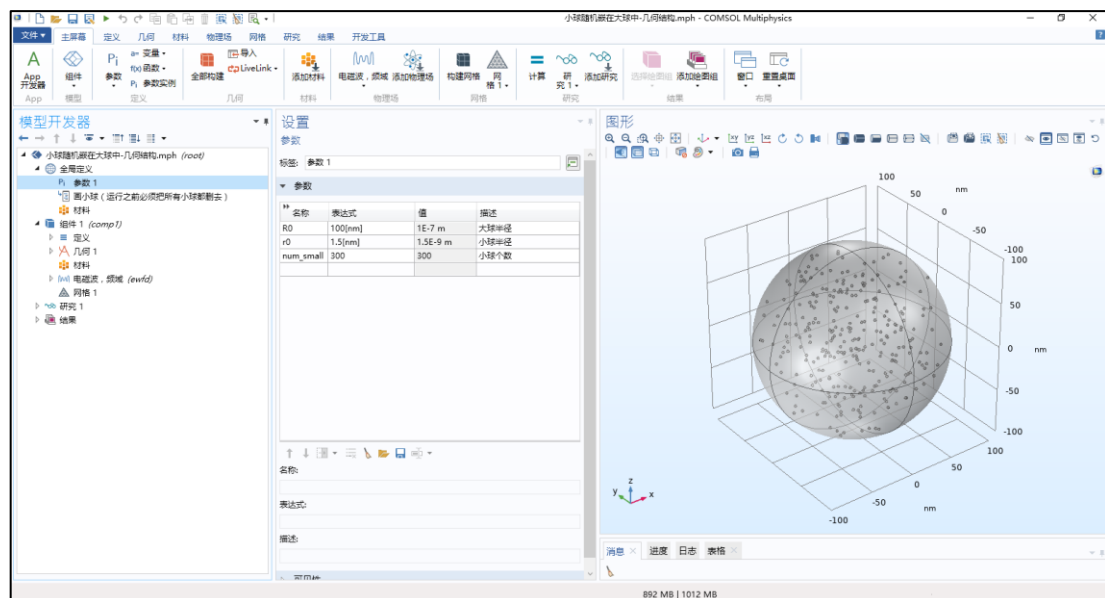 小球随机嵌在大球中-几何结构.mph - COMSOL Multiphysics
文件 主屏幕 定义 几何 材料 物理场 网格 研究 结果 开发工具
App 开发器 组件 参数 a= 变量 f(x) 函数 Pi 参数实例 全部构建 导入 LiveLink 添加材料 电磁波，频域 添加物理场 构建网格 网格 1 计算 研究 1 添加研究 选择绘图组 添加绘图组 窗口 重置桌面
App 模型 定义 几何 材料 物理场 网格 研究 结果 布局
模型开发器
小球随机嵌在大球中-几何结构.mph (root)
全局定义
Pi 参数 1
画小球（运行之前必须把所有小球都删去）
材料
组件 1 (comp1)
定义
几何 1
材料
电磁波，频域 (ewfd)
网格 1
研究 1
结果
设置
参数
标签: 参数 1
参数
名称 表达式 值 描述
R0 100[nm] 1E-7 m 大球半径
r0 1.5[nm] 1.5E-9 m 小球半径
num_small 300 300 小球个数
名称:
表达式:
描述:
可见性
图形
100
50
0
-50
-100
nm
100
50
0
-50
-100
nm
100
50
0
-50
-100
nm
z
y
x
消息 进度 日志 表格
892 MB | 1012 MB